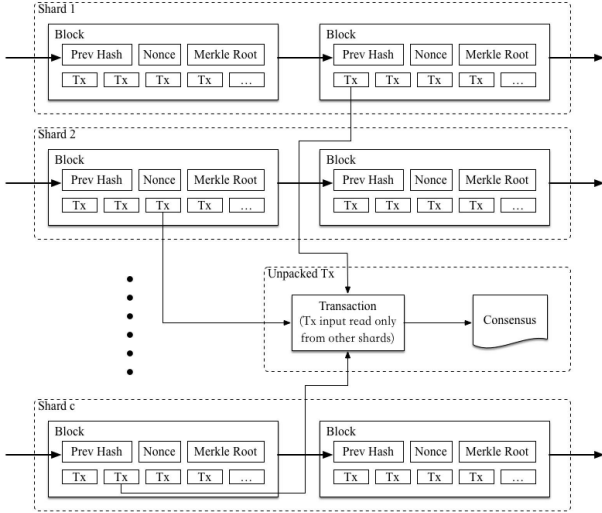 Shard 1
Block Block
Prev Hash Nonce Merkle Root Prev Hash Nonce Merkle Root
Tx Tx Tx Tx … Tx Tx Tx Tx …
Shard 2
Block Block
Prev Hash Nonce Merkle Root Prev Hash Nonce Merkle Root
Tx Tx Tx Tx … Tx Tx Tx Tx …
Unpacked Tx
Transaction
(Tx input read only
from other shards)
Consensus
Shard c
Block Block
Prev Hash Nonce Merkle Root Prev Hash Nonce Merkle Root
Tx Tx Tx Tx … Tx Tx Tx Tx …